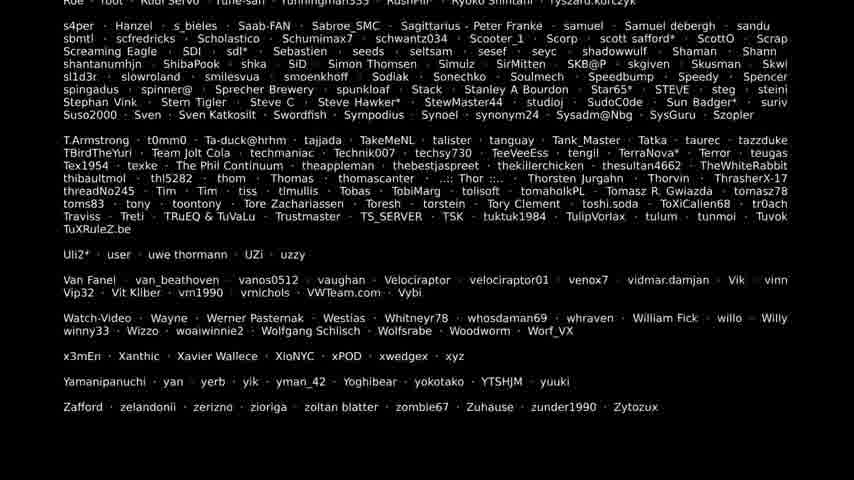 Roe · root · Rudi Servo · rune-san · Yunningman335 · RushPiH · Ryoko Shintani · ryszard.korczyk
s4per · Hanzel · s_bieles · Saab-FAN · Sabroe_SMC · Sagittarius - Peter Franke · samuel · Samuel debergh · sandu
sbmtl · scfredricks · Scholastico · Schumimax7 · schwantz034 · Scooter_1 · Scorp · scott safford* · ScottO · Scrap
Screaming Eagle · SDI · sdl* · Sebastien · seeds · seltsam · sesef · seyc · shadowwulf · Shaman · Shamn
shantanumhjn · ShibaPook · shka · SiD · Simon Thomsen · Simulz · SirMitten · SKB@P · skgiven · Skusman · Skwi
sl1d3r · slowroland · smilesvua · smoenkhoff · Sodiak · Sonechko · Soulmech · Speedbump · Speedy · Spencer
spingadus · spinner@ · Sprecher Brewery · spunkloaf · Stack · Stanley A Bourdon · Star65* · STE\/E · steg · steini
Stephan Vink · Stern Tigler · Steve C · Steve Hawker* · StewMaster44 · studioj · SudoC0de · Sun Badger* · suriv
Suso2000 · Sven · Sven Katkosilt · Swordfish · Sympodius · Synoel · synonym24 · Sysadm@Nbg · SysGuru · Szopler
T.Armstrong · t0mm0 · Ta-duck@hrhm · tajjada · TakeMeNL · talister · tanguay · Tank_Master · Tatka · taurec · tazzduke
TBirdTheYuri · Team Jolt Cola · techmaniac · Technik007 · techsy730 · TeeVeeEss · tengil · TerraNova* · Terror · teugas
Tex1954 · texke · The Phil Continuum · theappleman · thebestjaspreet · thekillerchicken · thesultan4662 · TheWhiteRabbit
thibaultmol · thl5282 · thom · Thomas · thomascanter · ..::: Thor ::.. · Thorsten Jurgahn · Thorvin · ThrasherX-17
threadNo245 · Tim · Tim · tiss · tlmullis · Tobas · TobiMarg · tolisoft · tomaholkPL · Tomasz R. Gwiazda · tomasz78
toms83 · tony · toontony · Tore Zachariassen · Toresh · torstein · Tory Clement · toshi.soda · ToXiCalien68 · tr0ach
Traviss · Treti · TRuEQ & TuVaLu · Trustmaster · TS_SERVER · TSK · tuktuk1984 · TulipVorlax · tulum · tunmoi · Tuvok
TuXRuleZ.be
Uli2* · user · uwe thormann · UZi · uzzy
Van Fanel · van_beathoven · vanos0512 · vaughan · Velociraptor · velociraptor01 · venox7 · vidmar.damjan · Vik · vinn
Vip32 · Vit Kliber · vrn1990 · vrnichols · VWTeam.com · Vybi
Watch-Video · Wayne · Werner Pasternak · Westias · Whitneyr78 · whosdaman69 · whraven · William Fick · willo · Willy
winny33 · Wizzo · woaiwinnie2 · Wolfgang Schlisch · Wolfsrabe · Woodworm · Worf_VX
x3mEn · Xanthic · Xavier Wallece · XIoNYC · xPOD · xwedgex · xyz
Yamanipanuchi · yan · yerb · yik · yman_42 · Yoghibear · yokotako · YTSHJM · yuuki
Zafford · zelandonii · zerizno · zioriga · zoltan blatter · zombie67 · Zuhause · zunder1990 · Zytozux